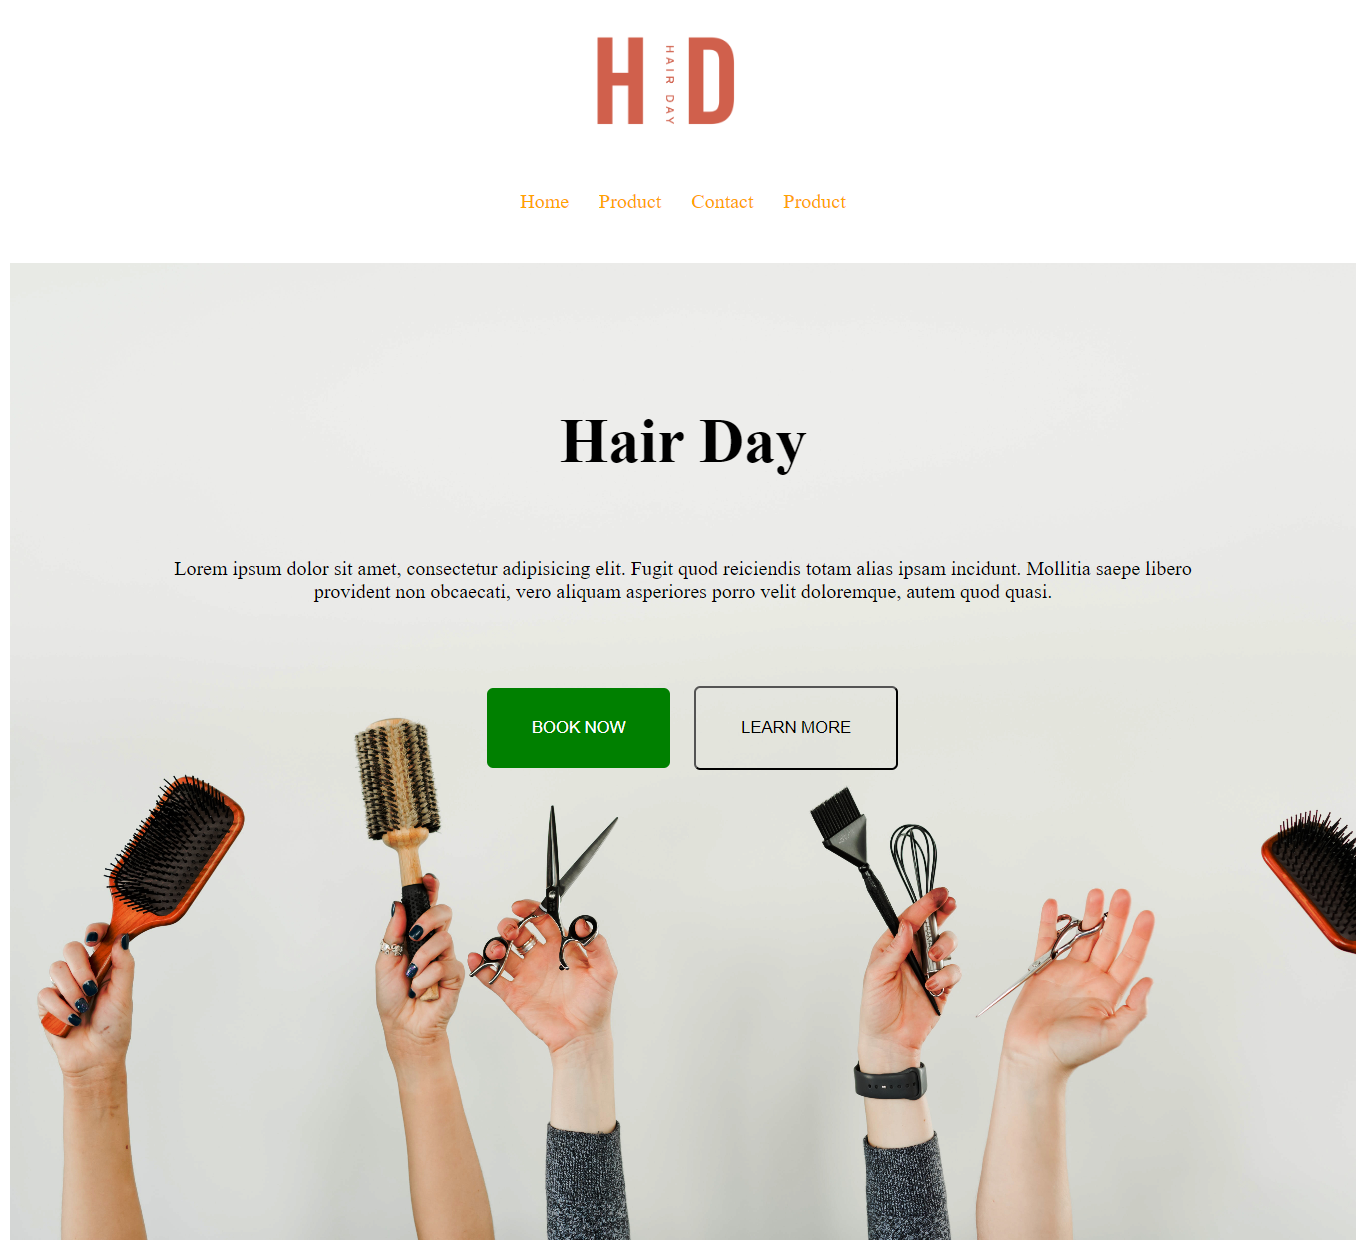 H HAIR DAY D
Home Product Contact Product
Hair Day
Lorem ipsum dolor sit amet, consectetur adipisicing elit. Fugit quod reiciendis totam alias ipsam incidunt. Mollitia saepe libero
provident non obcaecati, vero aliquam asperiores porro velit doloremque, autem quod quasi.
BOOK NOW LEARN MORE